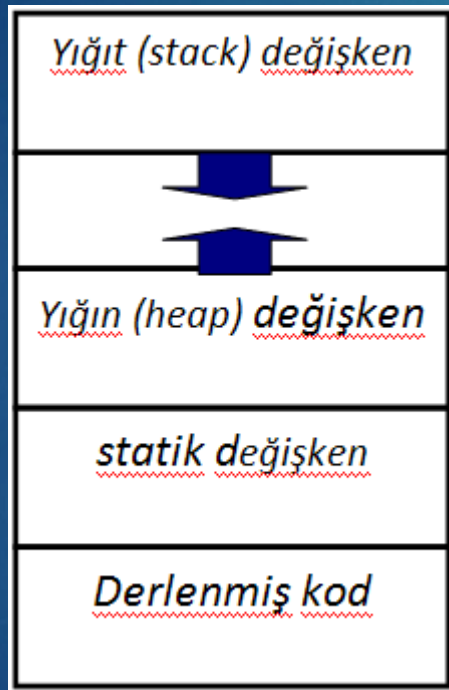 Yığıt (stack) değişken
Yığın (heap) değişken
statik değişken
Derlenmiş kod